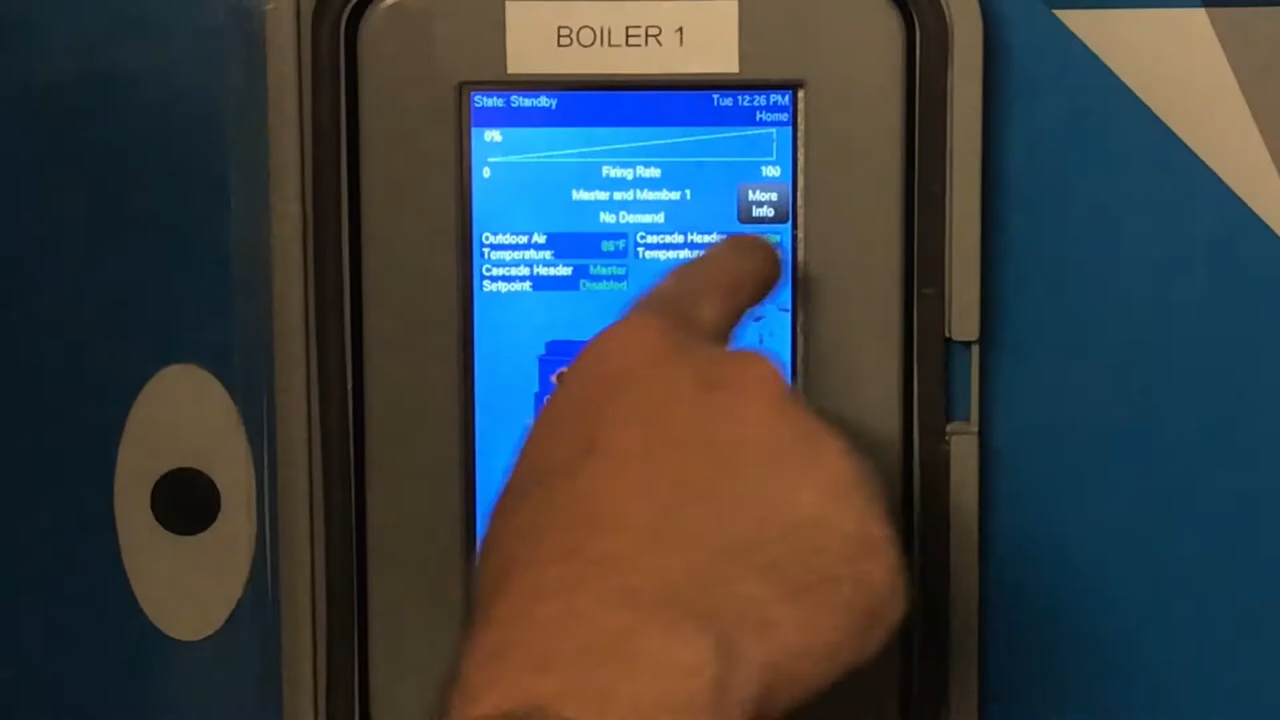 BOILER 1
State: Standby
Tue 12:26 PM
Home
0%
0
Firing Rate
100
Master and Member 1
More
Info
No Demand
Outdoor Air
Temperature:
Cascade Header
Temperature
Cascade Header
Setpoint:
Master
Disabled